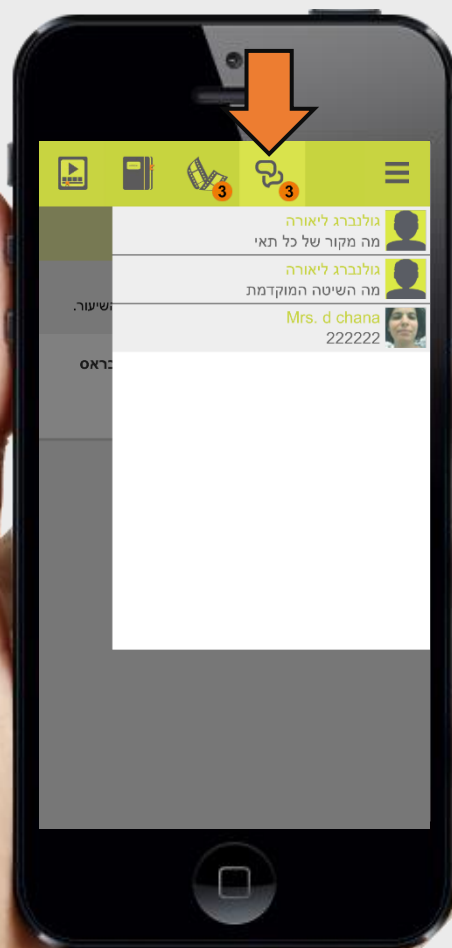 3
3
גולנברג ליאורה
מה מקור של כל תאי
גולנברג ליאורה
מה השיטה המוקדמת
Mrs. d chana
222222
השיעור.
בראס